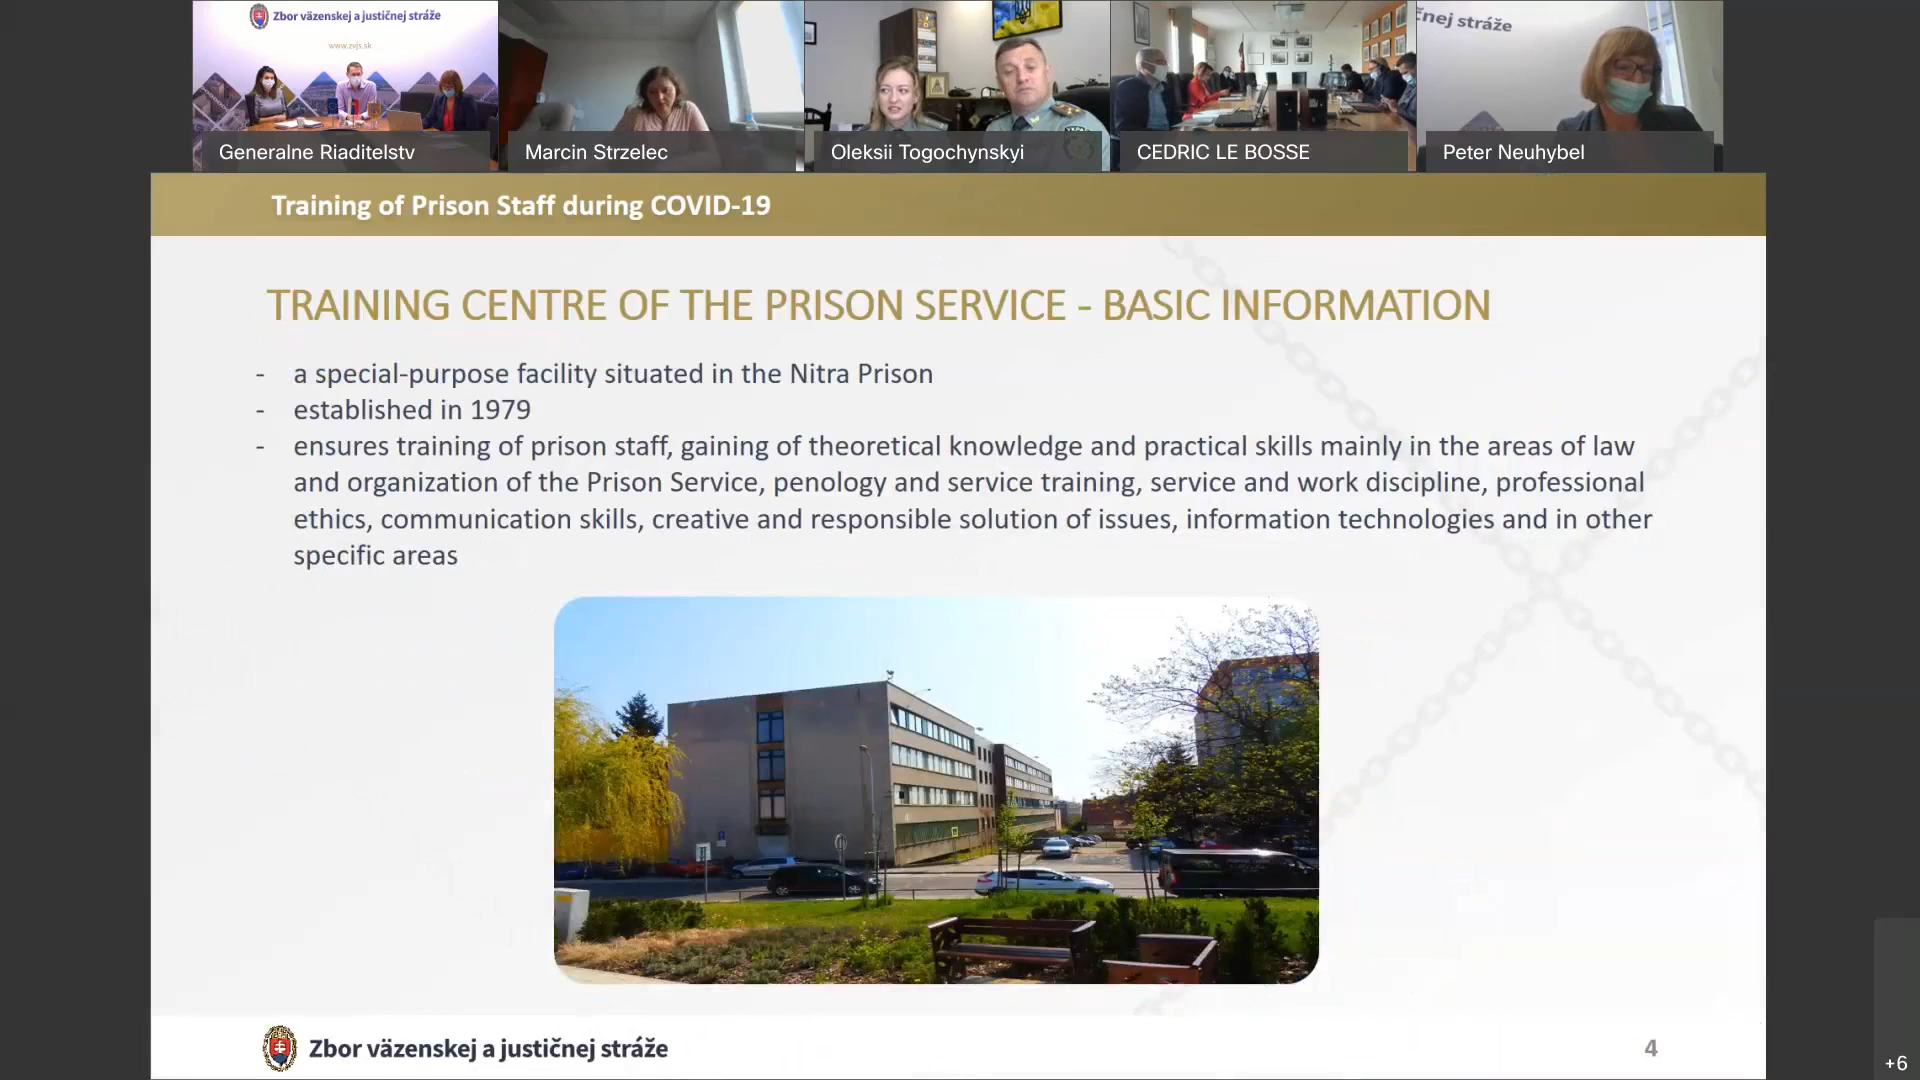 Zbor väzenskej a justičnej stráže
www.zvjs.sk
čnej stráže
Generalne Riaditelstv
Marcin Strzelec
Oleksii Togochynskyi
CEDRIC LE BOSSE
Peter Neuhybel
Training of Prison Staff during COVID-19
TRAINING CENTRE OF THE PRISON SERVICE - BASIC INFORMATION
- a special-purpose facility situated in the Nitra Prison
- established in 1979
- ensures training of prison staff, gaining of theoretical knowledge and practical skills mainly in the areas of law
and organization of the Prison Service, penology and service training, service and work discipline, professional
ethics, communication skills, creative and responsible solution of issues, information technologies and in other
specific areas
Zbor väzenskej a justičnej stráže
4
+6